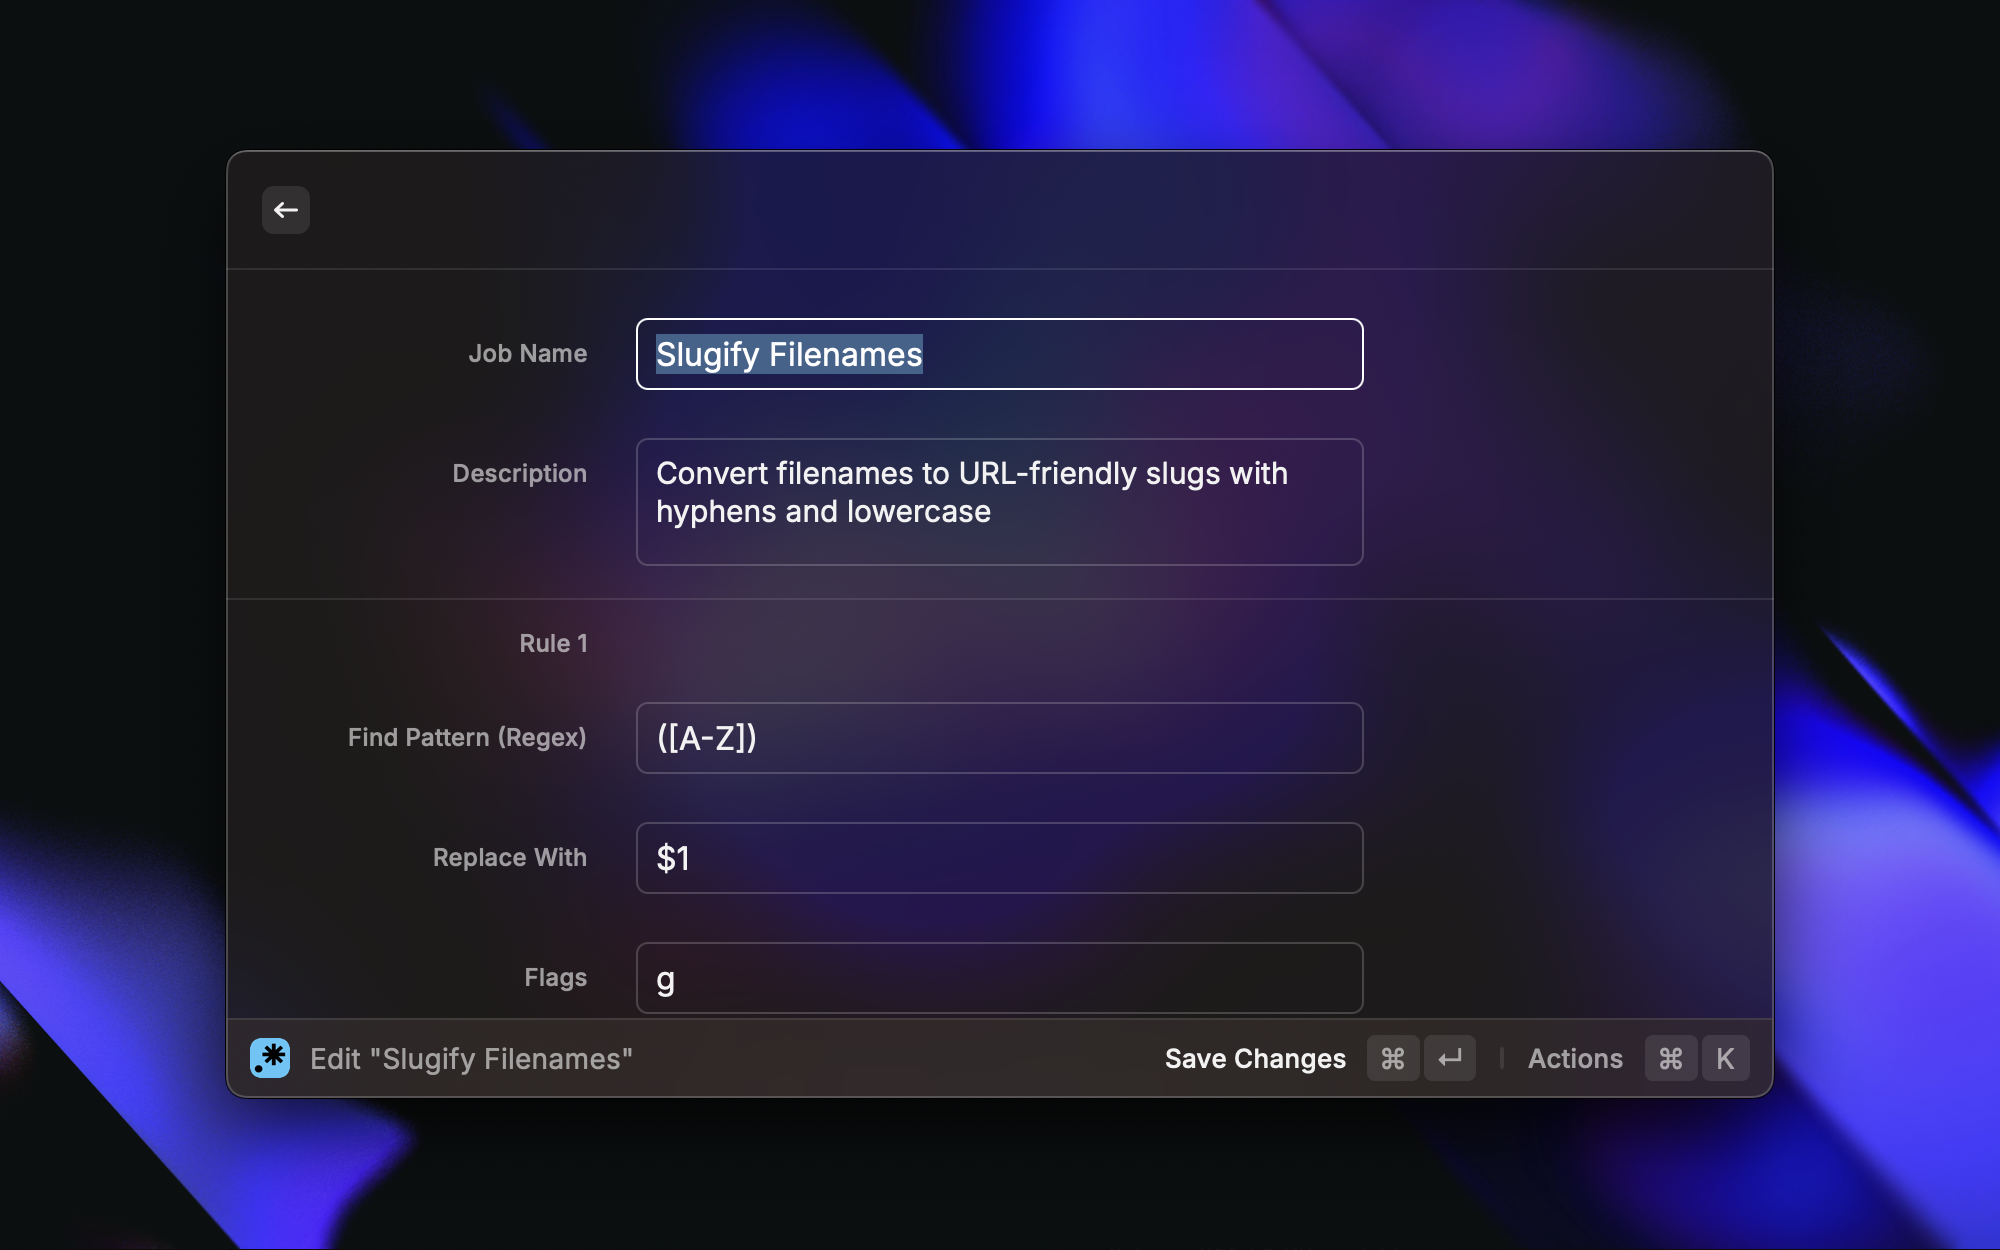 Job Name
Slugify Filenames
Description
Convert filenames to URL-friendly slugs with
hyphens and lowercase
Rule 1
Find Pattern (Regex)
([A-Z])
Replace With
$1
Flags
g
Edit "Slugify Filenames"
Save Changes ⌘ ↵ Actions ⌘ K